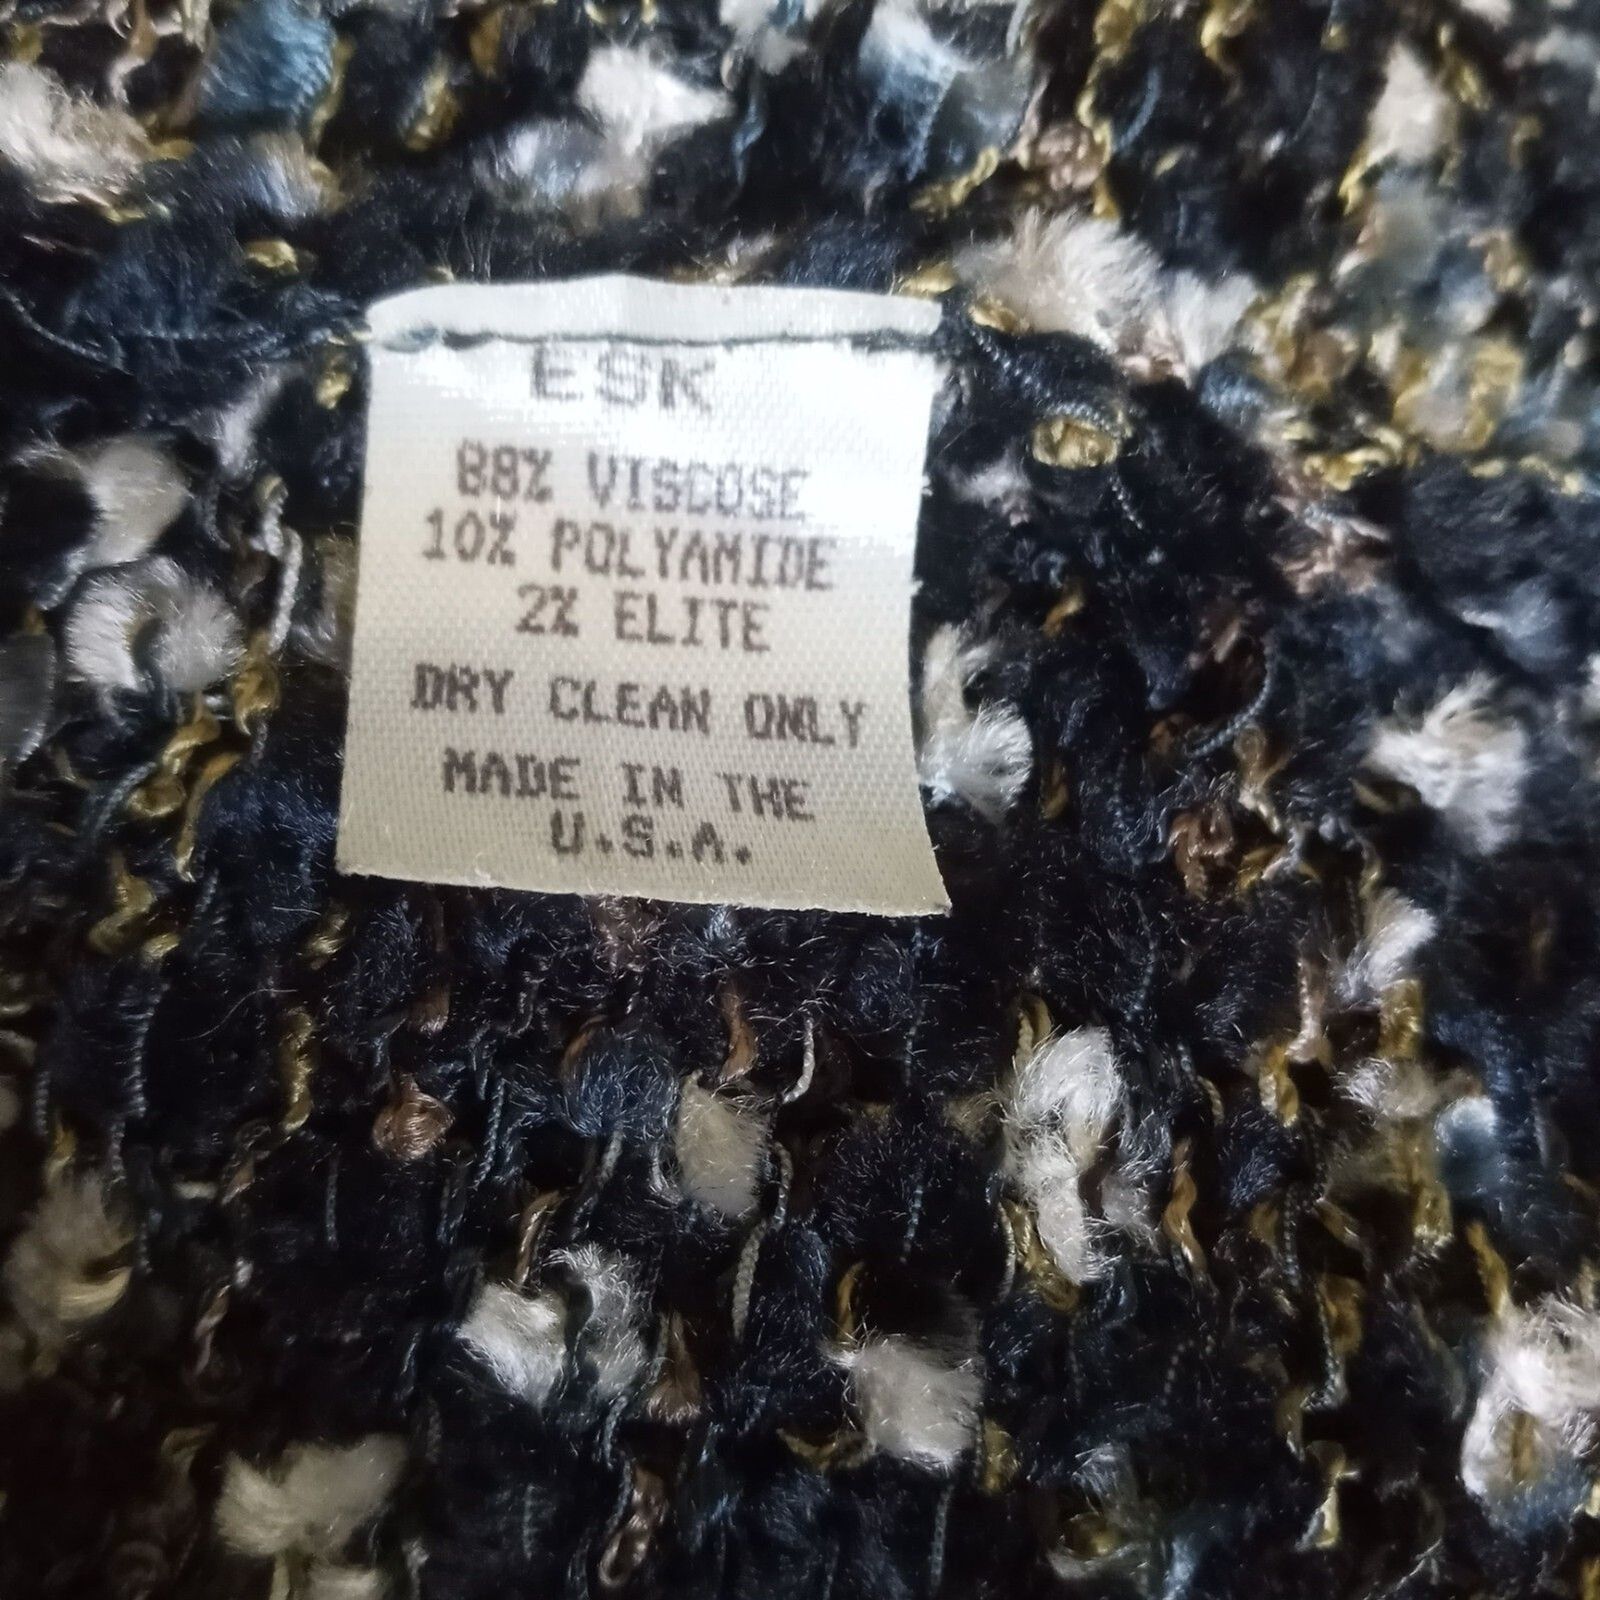 ESK
88% VISCOSE
10% POLYAMIDE
2% ELITE
DRY CLEAN ONLY
MADE IN THE
U.S.A.